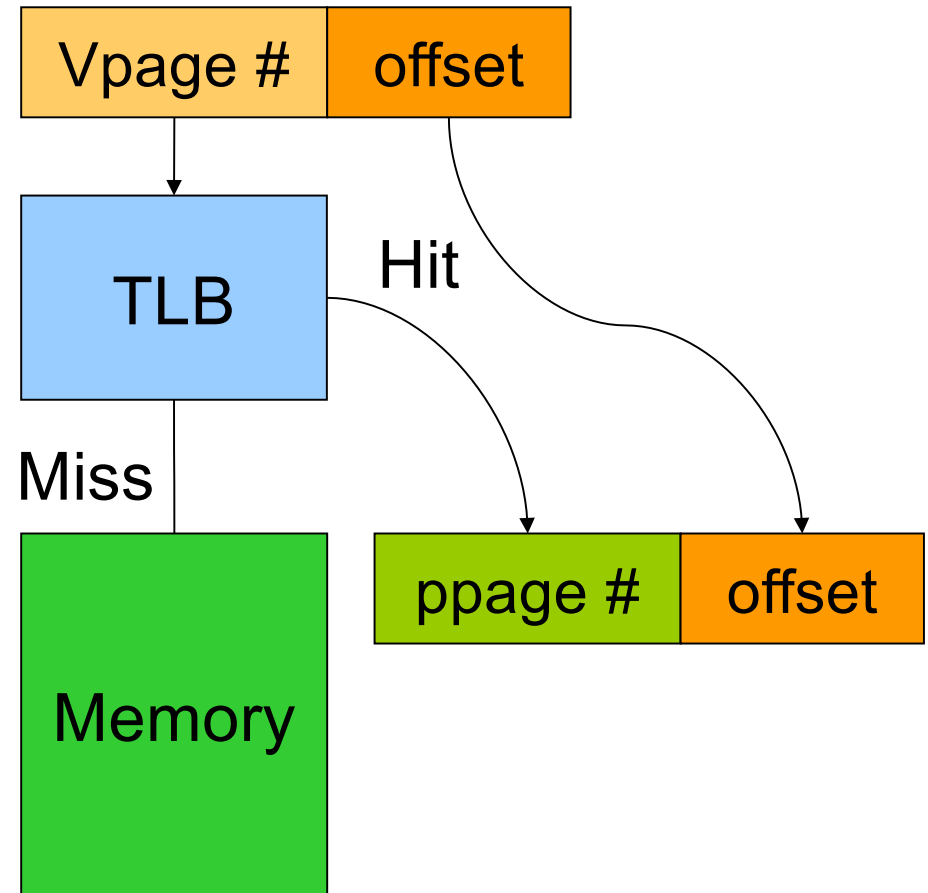 Vpage # offset
TLB
Hit
Miss
ppage # offset
Memory